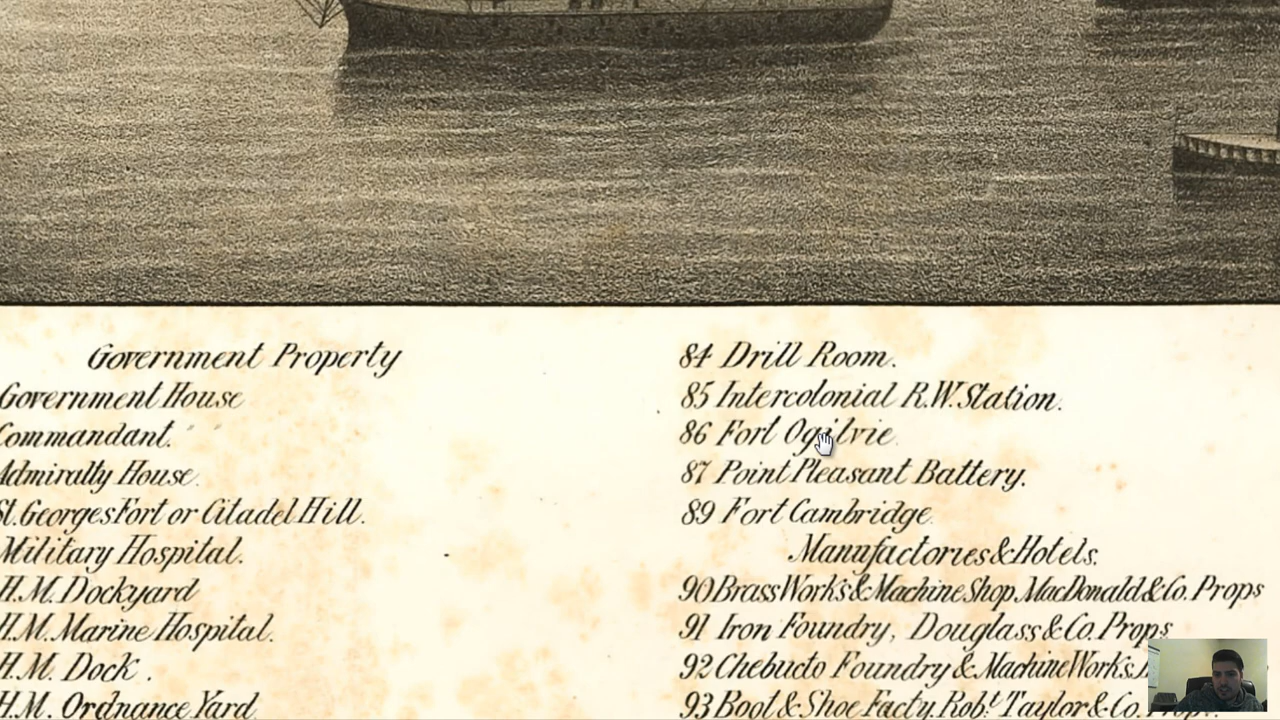 Government Property
Government House
Commandant.
Admirally House.
St. Georges Fort or Citadel Hill.
Military Hospital.
H.M. Dockyard
H.M. Marine Hospital.
H.M. Dock.
H.M. Ordnance Yard
84 Drill Room.
85 Intercolonial R.W. Station.
86 Fort Ogilvie.
87 Point Pleasant Battery.
89 Fort Cambridge
Manufactories & Hotels.
90 Brass Works & Machine Shop. MacDonald & Co. Props
91 Iron Foundry, Douglass & Co. Props
92 Chebucto Foundry & Machine Works.
93 Boot & Shoe Facty. Robt. Taylor & Co.